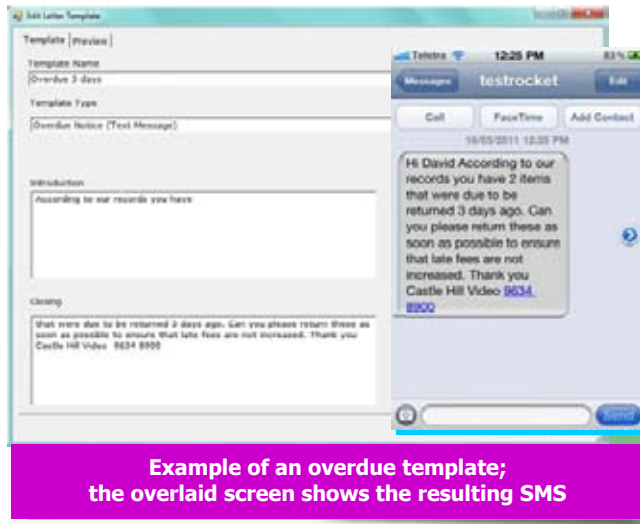 Edit Letter Template
Template Preview
Template Name
Overdue 3 days
Template Type
Overdue Notice (Text Message)
Introduction
According to our records you have
Closing
that were due to be returned 3 days ago. Can you please return these as
soon as possible to ensure that late fees are not increased. Thank you
Castle Hill Video 9634 8900
Telstra 12:25 PM 83%
Messages testrocket Edit
Call FaceTime Add Contact
12:25 PM
Hi David According to our
records you have 2 items
that were due to be
returned 3 days ago. Can
you please return these as
soon as possible to ensure
that late fees are not
increased. Thank you
Castle Hill Video 9634
8900
Send
Example of an overdue template;
the overlaid screen shows the resulting SMS